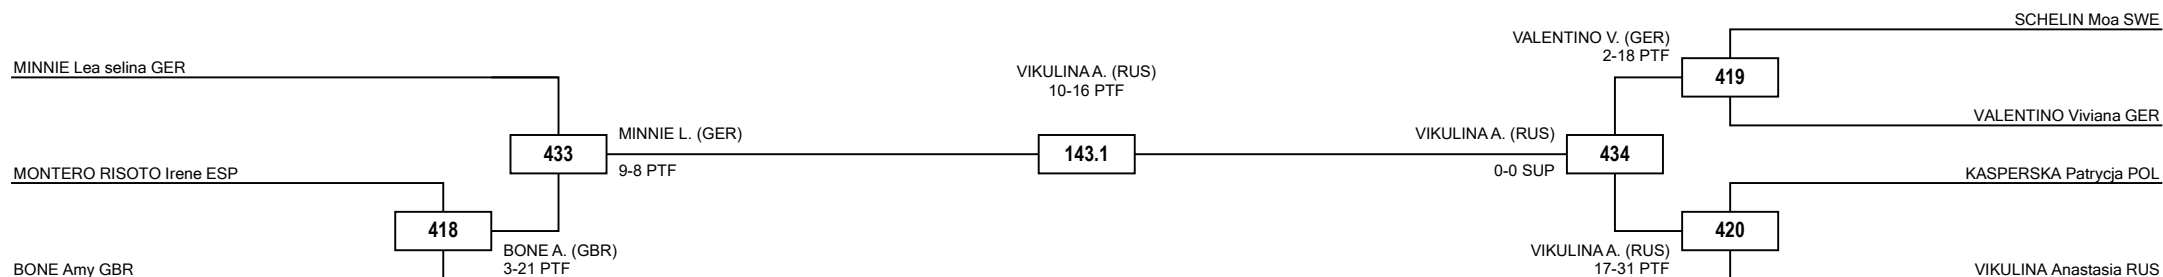 SCHELIN Moa SWE
VALENTINO V. (GER)
2-18 PTF
MINNIE Lea selina GER
VIKULINA A. (RUS)
10-16 PTF
419
VALENTINO Viviana GER
MINNIE L. (GER)
VIKULINA A. (RUS)
433
143.1
434
9-8 PTF
0-0 SUP
MONTERO RISOTO Irene ESP
KASPERSKA Patrycja POL
418
420
BONE A. (GBR)
3-21 PTF
VIKULINA A. (RUS)
17-31 PTF
BONE Amy GBR
VIKULINA Anastasia RUS